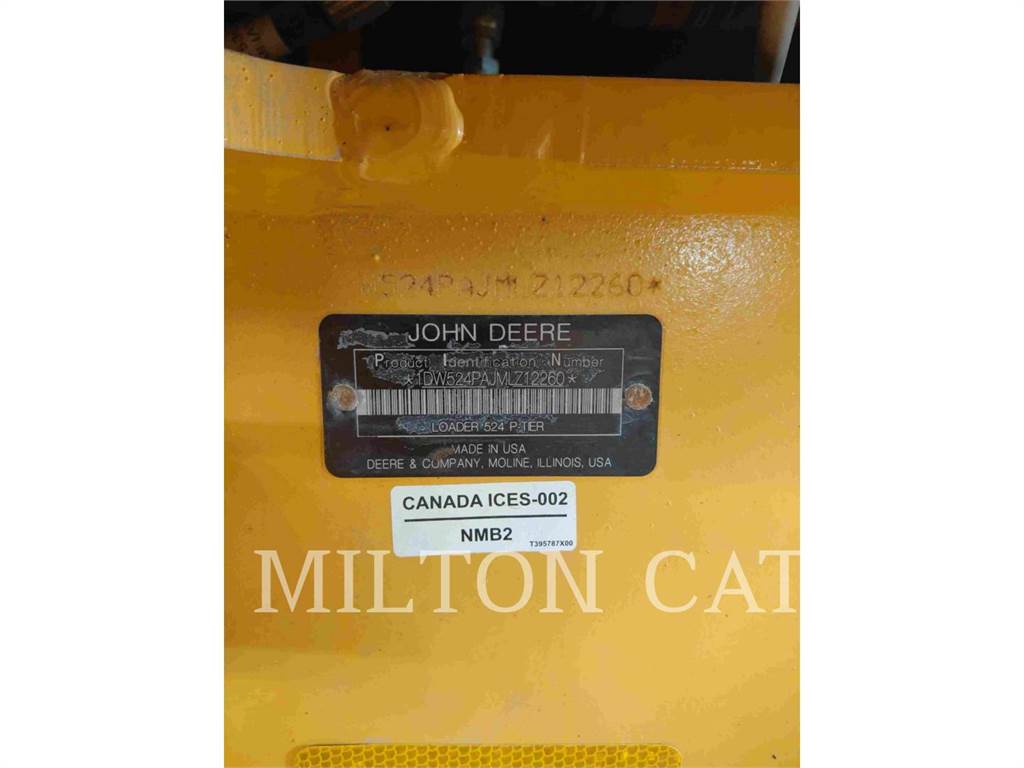 524PAJMLZ12260*
JOHN DEERE
P I N
Product Identification Number
*1DW524PAJMLZ12260*
LOADER 524 P-TIER
MADE IN USA
DEERE & COMPANY, MOLINE, ILLINOIS, USA
CANADA ICES-002
NMB2
T395787X00
MILTON CAT